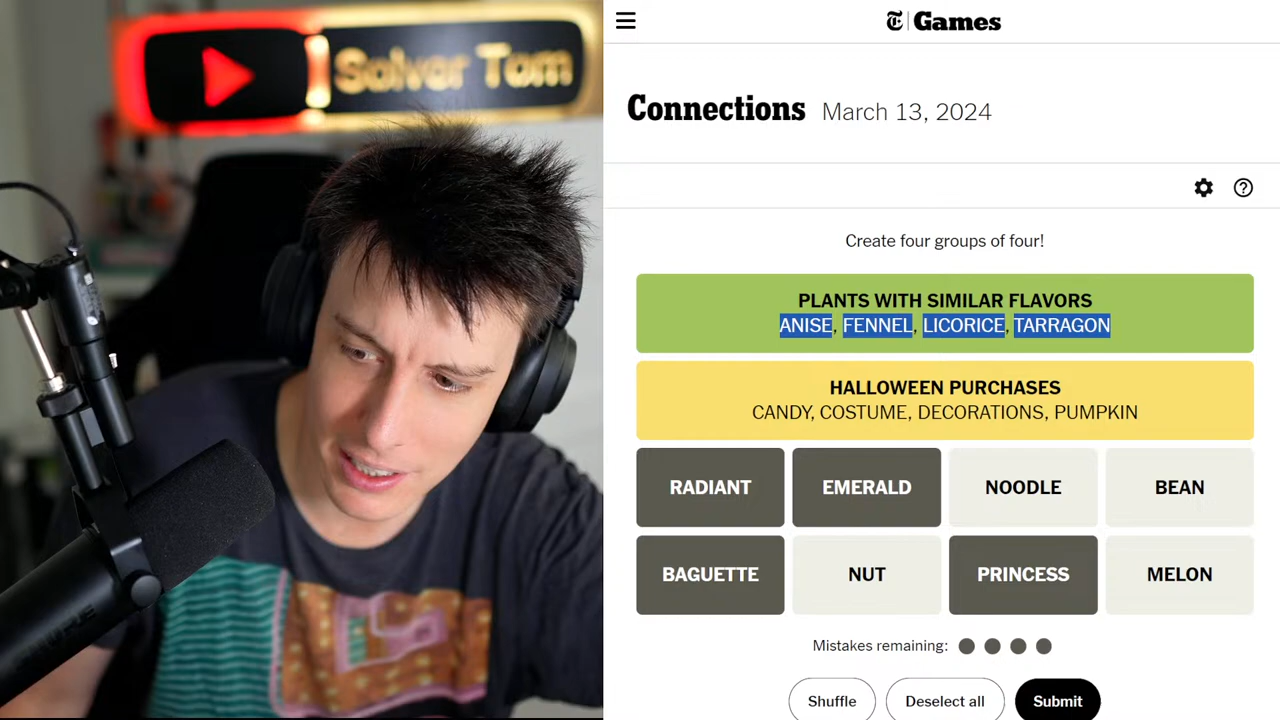 Solver Tom
Games
Connections March 13, 2024
Create four groups of four!
PLANTS WITH SIMILAR FLAVORS
ANISE, FENNEL, LICORICE, TARRAGON
HALLOWEEN PURCHASES
CANDY, COSTUME, DECORATIONS, PUMPKIN
RADIANT EMERALD NOODLE BEAN
BAGUETTE NUT PRINCESS MELON
Mistakes remaining:
Shuffle Deselect all Submit